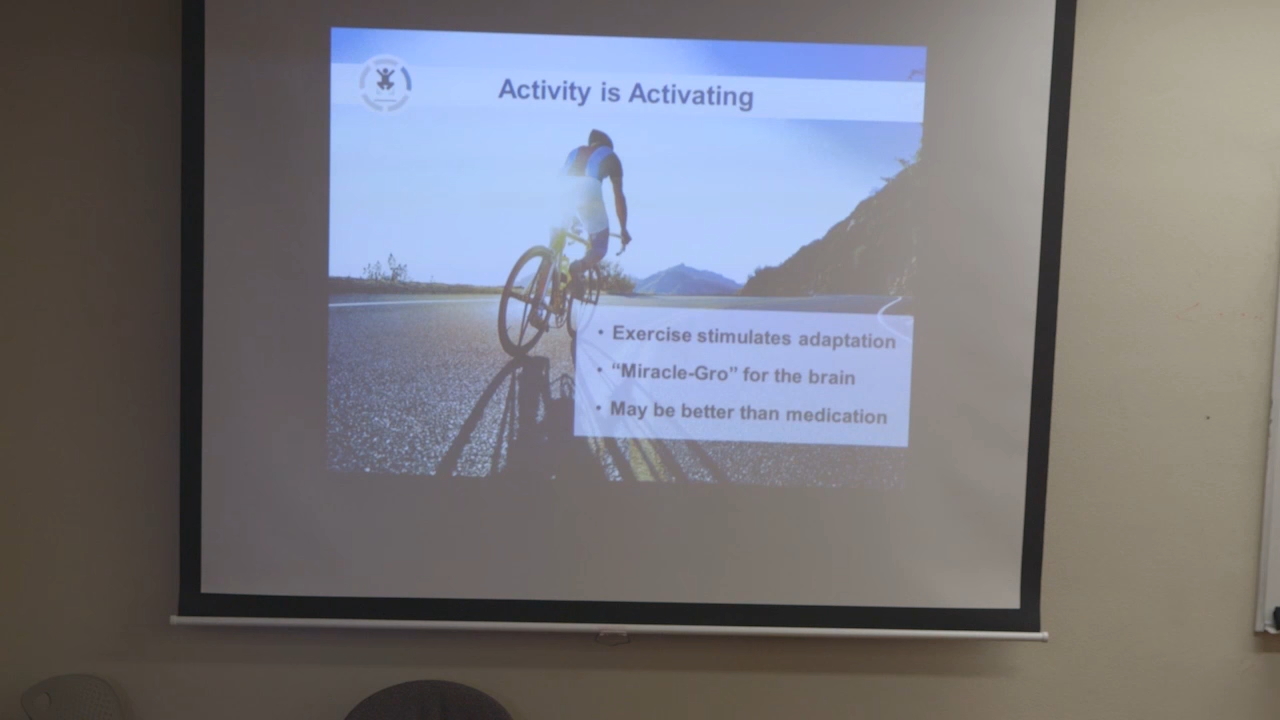 Activity is Activating
• Exercise stimulates adaptation
• “Miracle-Gro” for the brain
• May be better than medication